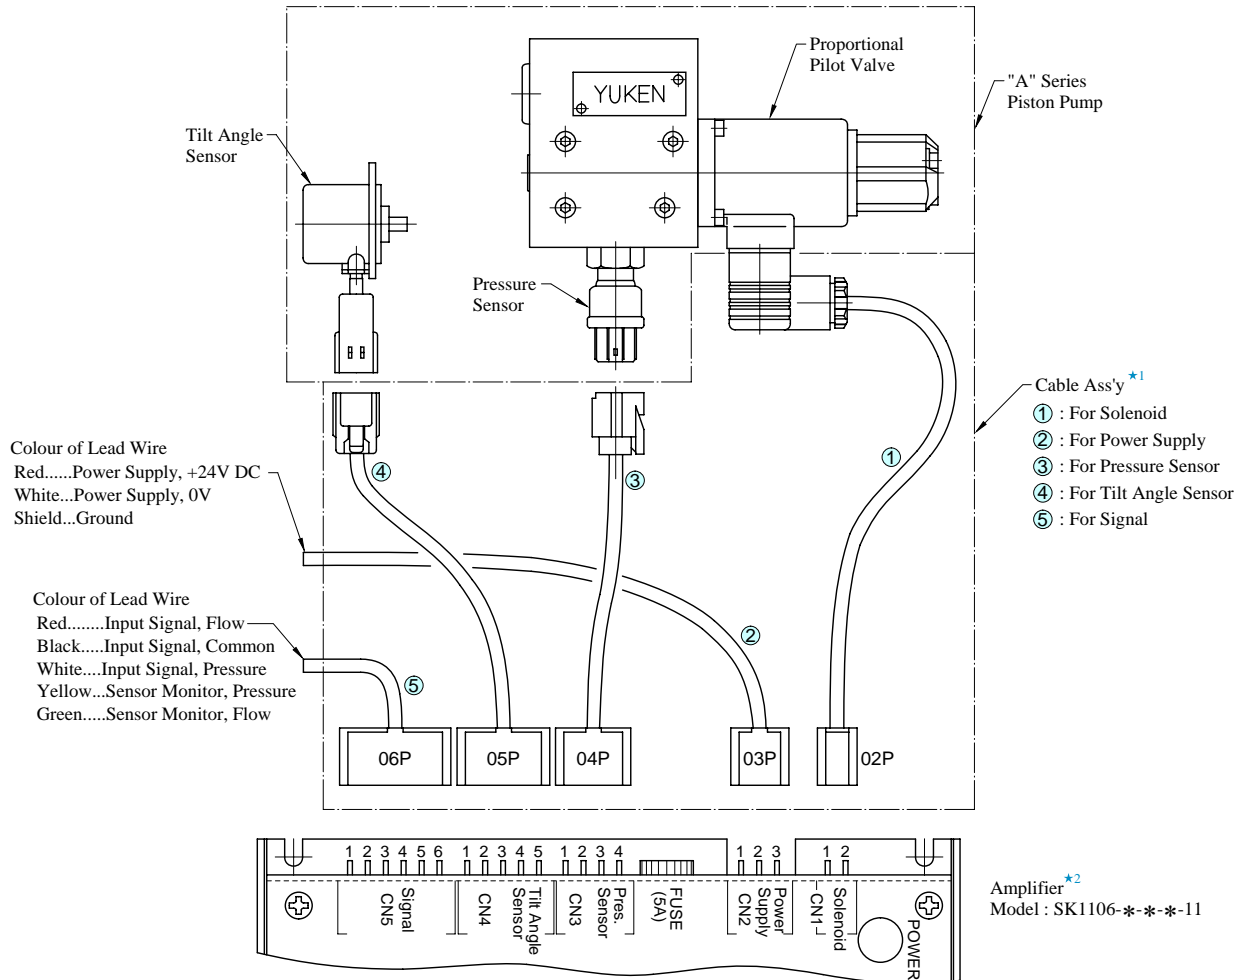 YUKEN
Proportional
Pilot Valve
"A" Series
Piston Pump
Tilt Angle
Sensor
Pressure
Sensor
Cable Ass'y ★1
① : For Solenoid
② : For Power Supply
③ : For Pressure Sensor
④ : For Tilt Angle Sensor
⑤ : For Signal
Colour of Lead Wire
Red......Power Supply, +24V DC
White...Power Supply, 0V
Shield...Ground
Colour of Lead Wire
Red........Input Signal, Flow
Black.....Input Signal, Common
White....Input Signal, Pressure
Yellow...Sensor Monitor, Pressure
Green.....Sensor Monitor, Flow
①
②
③
④
⑤
06P
05P
04P
03P
02P
1 2 3 4 5 6
1 2 3 4 5
1 2 3 4
1 2 3
1 2
Signal
CN5
Tilt Angle
Sensor
CN4
Pres.
Sensor
CN3
FUSE
(5A)
Power
Supply
CN2
Solenoid
CN1
POWER
Amplifier ★2
Model : SK1106-*-*-*-11